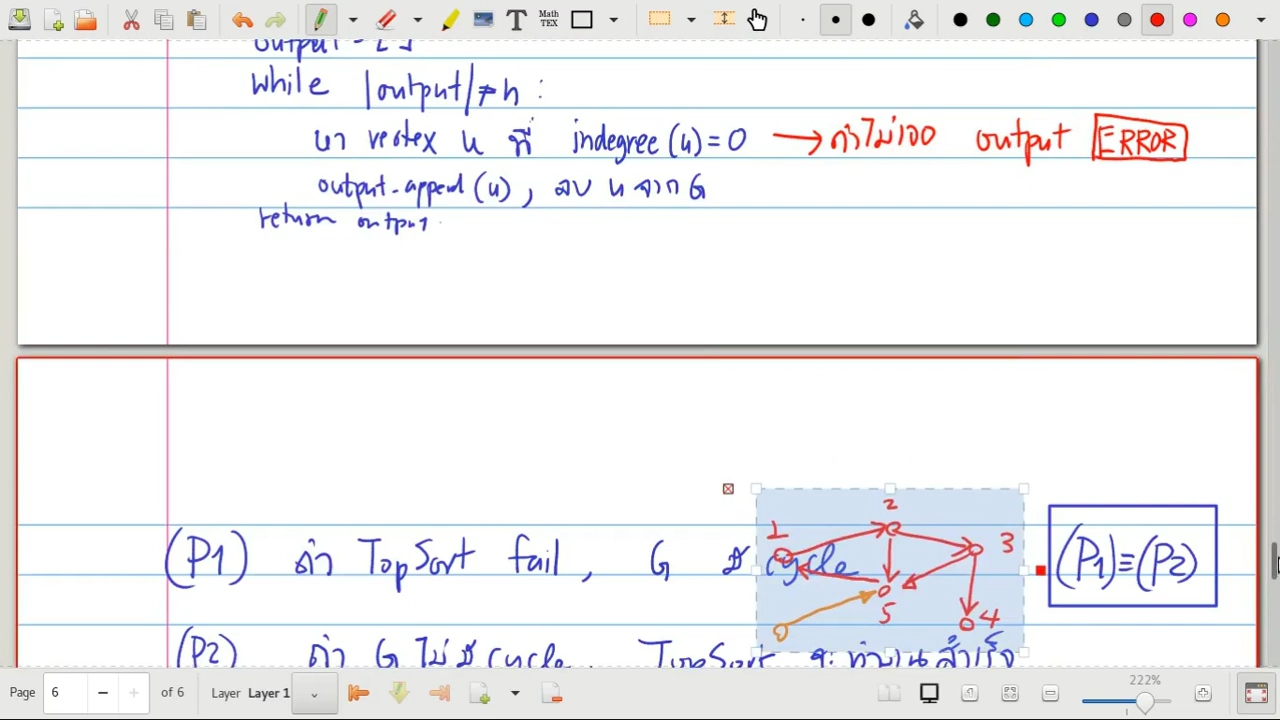 Math
TEX
output = [ ]
while |output| ≠ n :
หา vertex u ที่ indegree (u) = 0 → ถ้าไม่เจอ output ERROR
output.append (u) , ลบ u จาก G
return output
(P1) ถ้า TopSort fail , G มี cycle
1 2 3 4 5
(P1) ≡ (P2)
(P2) ถ้า G ไม่มี cycle TopSort จะทำงานสำเร็จ
Page 6 of 6 Layer Layer 1 222%